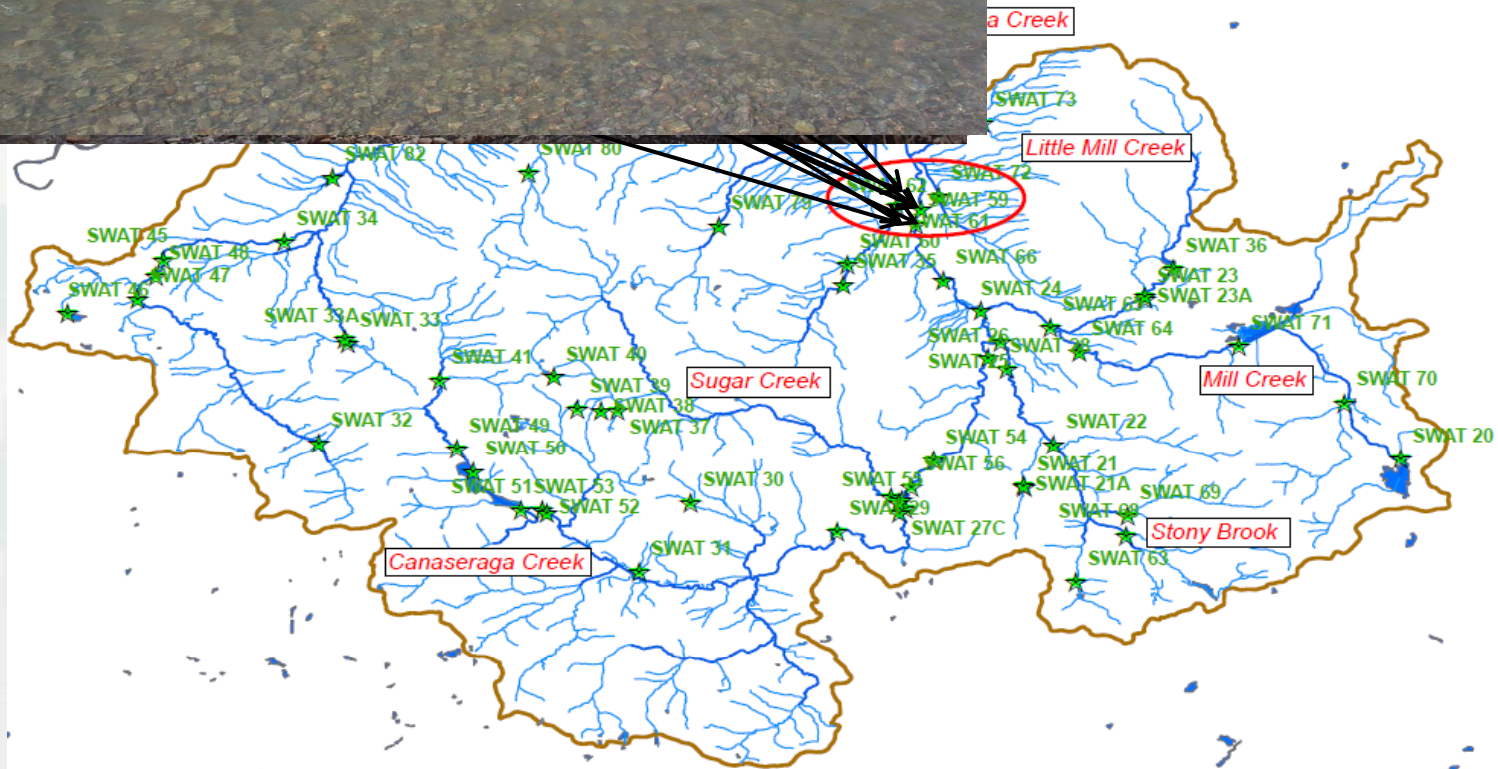 a Creek
SWAT 73
Little Mill Creek
SWAT 82
SWAT 80
SWAT 72
SWAT 59
SWAT 79
SWAT 61
SWAT 34
SWAT 45
SWAT 48
SWAT 47
SWAT 46
SWAT 60
SWAT 35
SWAT 66
SWAT 36
SWAT 23
SWAT 23A
SWAT 24
SWAT 64
SWAT 71
SWAT 33A
SWAT 33
SWAT 26
SWAT 28
SWAT 41
SWAT 40
SWAT 39
SWAT 38
SWAT 37
Sugar Creek
Mill Creek
SWAT 70
SWAT 32
SWAT 49
SWAT 50
SWAT 22
SWAT 20
SWAT 54
SWAT 56
SWAT 21
SWAT 21A
SWAT 51
SWAT 53
SWAT 52
SWAT 30
SWAT 69
SWAT 29
SWAT 27C
Stony Brook
Canaseraga Creek
SWAT 31
SWAT 63